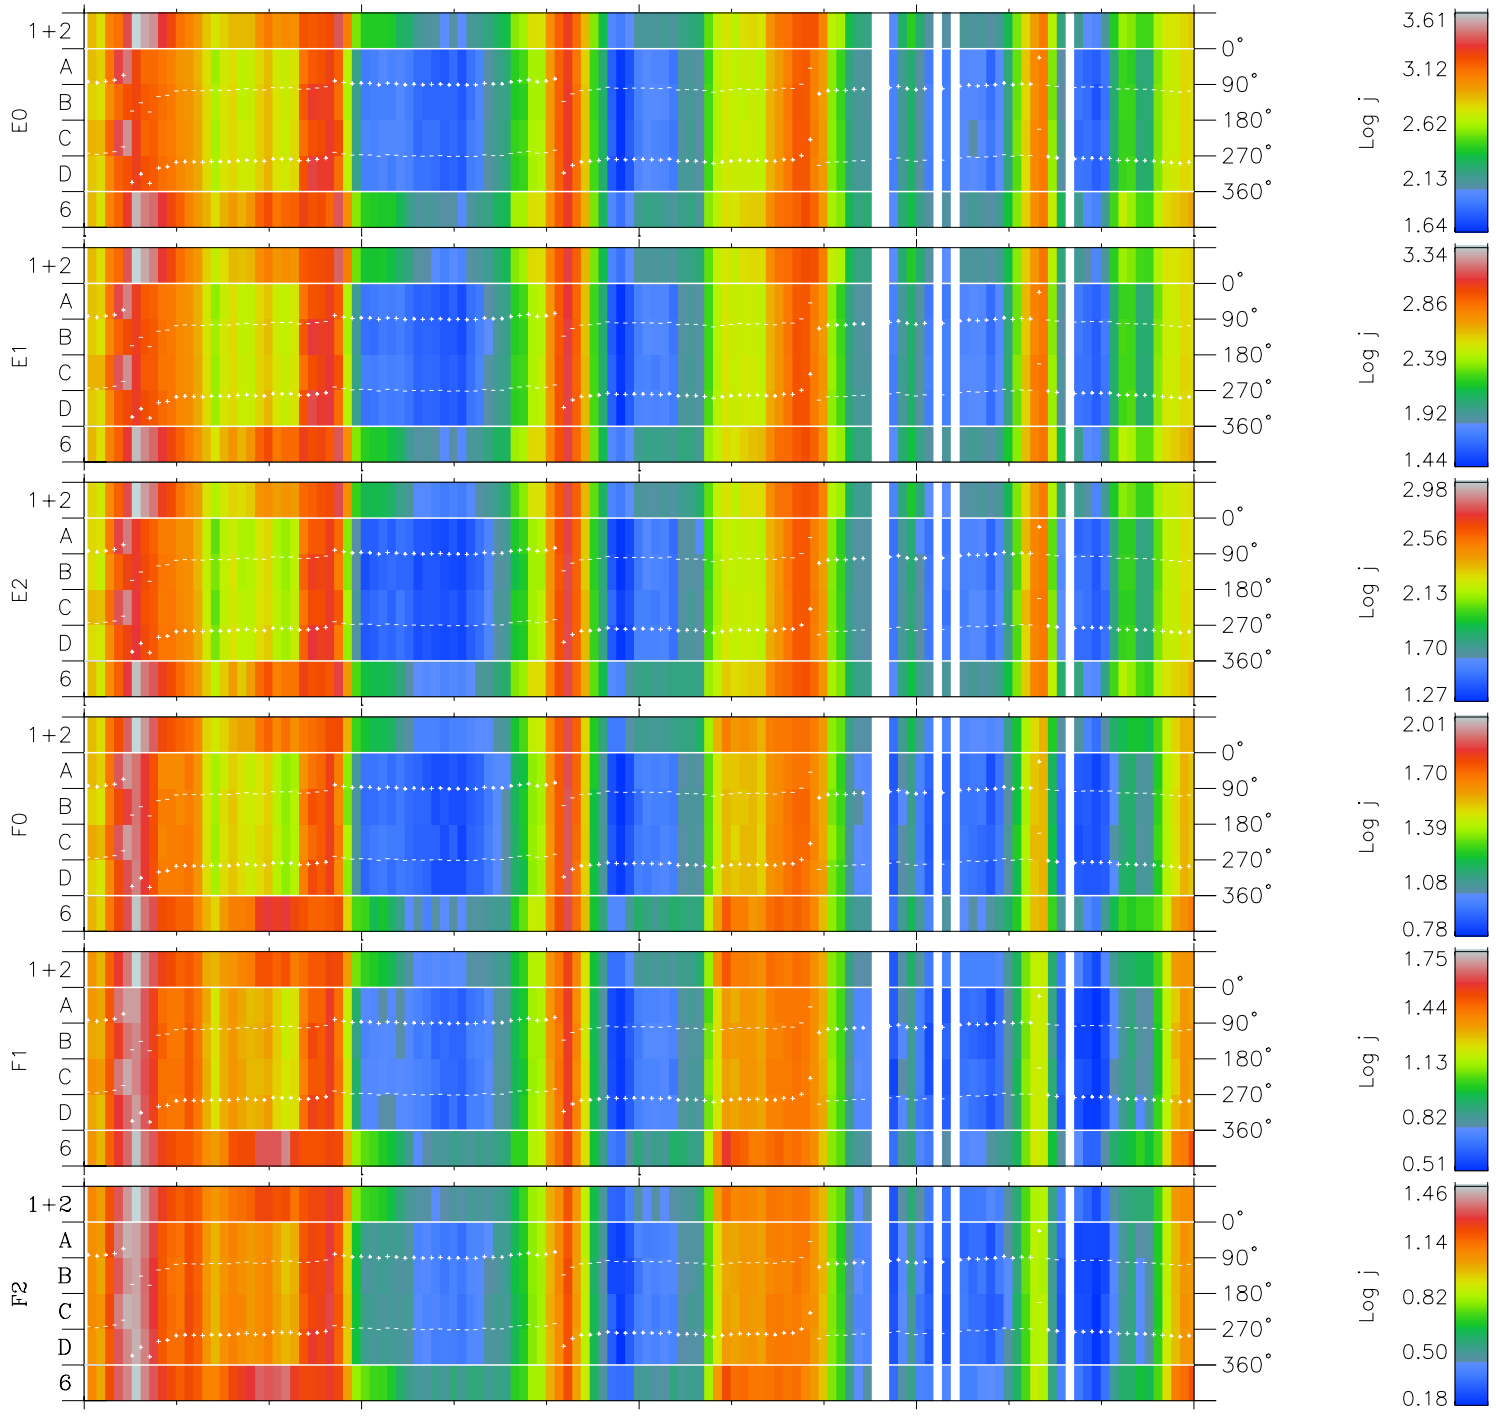 E0
1+2
A
B
C
D
6
0°
90°
180°
270°
360°
Log j
3.61
3.12
2.62
2.13
1.64
E1
1+2
A
B
C
D
6
0°
90°
180°
270°
360°
Log j
3.34
2.86
2.39
1.92
1.44
E2
1+2
A
B
C
D
6
0°
90°
180°
270°
360°
Log j
2.98
2.56
2.13
1.70
1.27
F0
1+2
A
B
C
D
6
0°
90°
180°
270°
360°
Log j
2.01
1.70
1.39
1.08
0.78
F1
1+2
A
B
C
D
6
0°
90°
180°
270°
360°
Log j
1.75
1.44
1.13
0.82
0.51
F2
1+2
A
B
C
D
6
0°
90°
180°
270°
360°
Log j
1.46
1.14
0.82
0.50
0.18